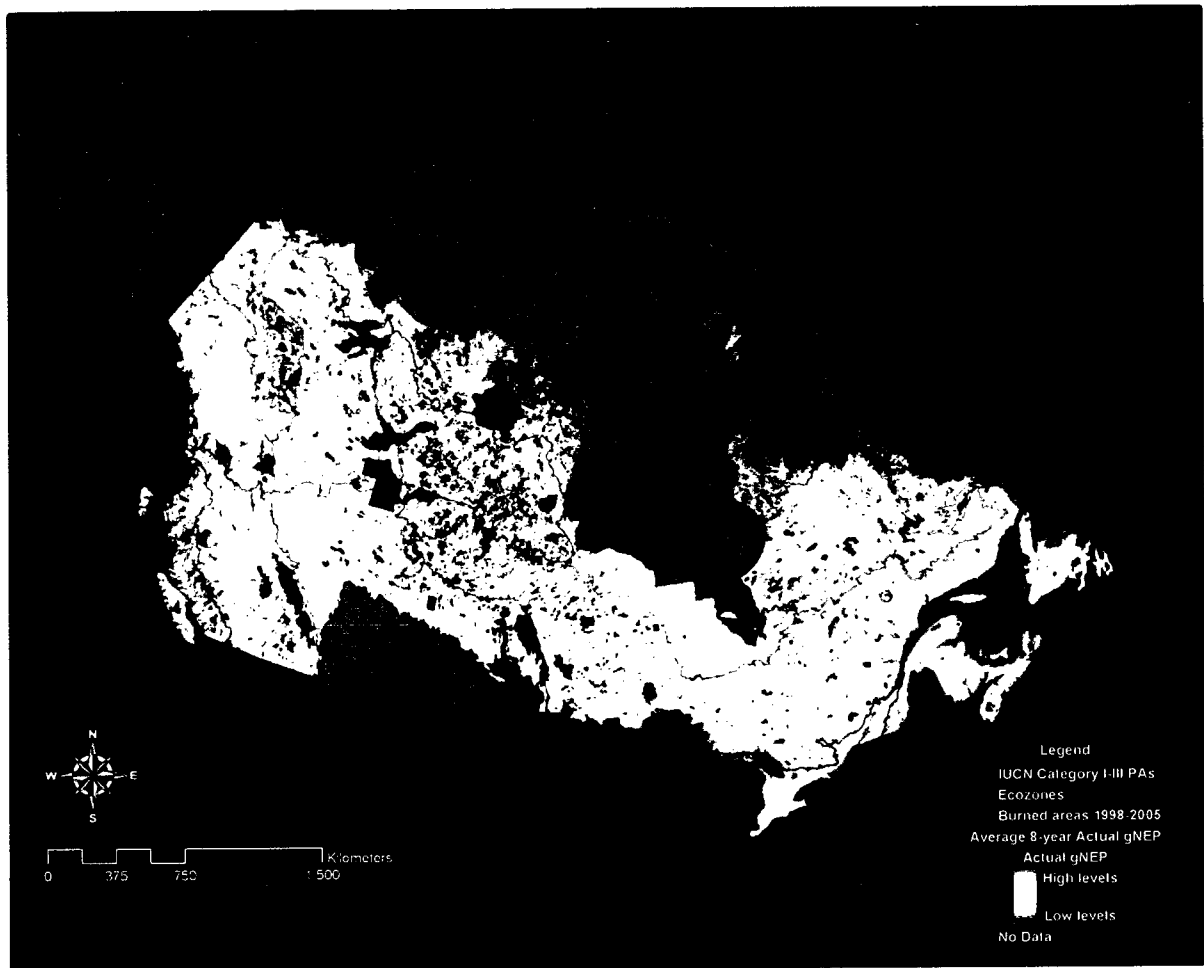 N
W E
S
Kilometers
0 375 750 1 500
Legend
IUCN Category I-III PAs
Ecozones
Burned areas 1998-2005
Average 8-year Actual gNEP
Actual gNEP
High levels
Low levels
No Data